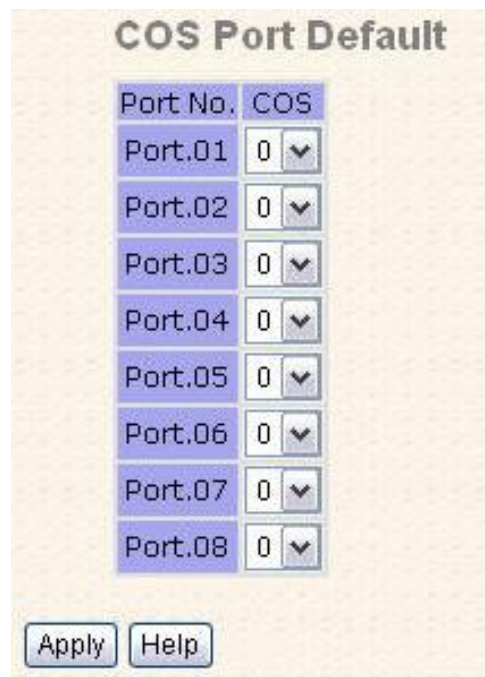 COS Port Default
Port No. COS
Port.01 0
Port.02 0
Port.03 0
Port.04 0
Port.05 0
Port.06 0
Port.07 0
Port.08 0
Apply Help